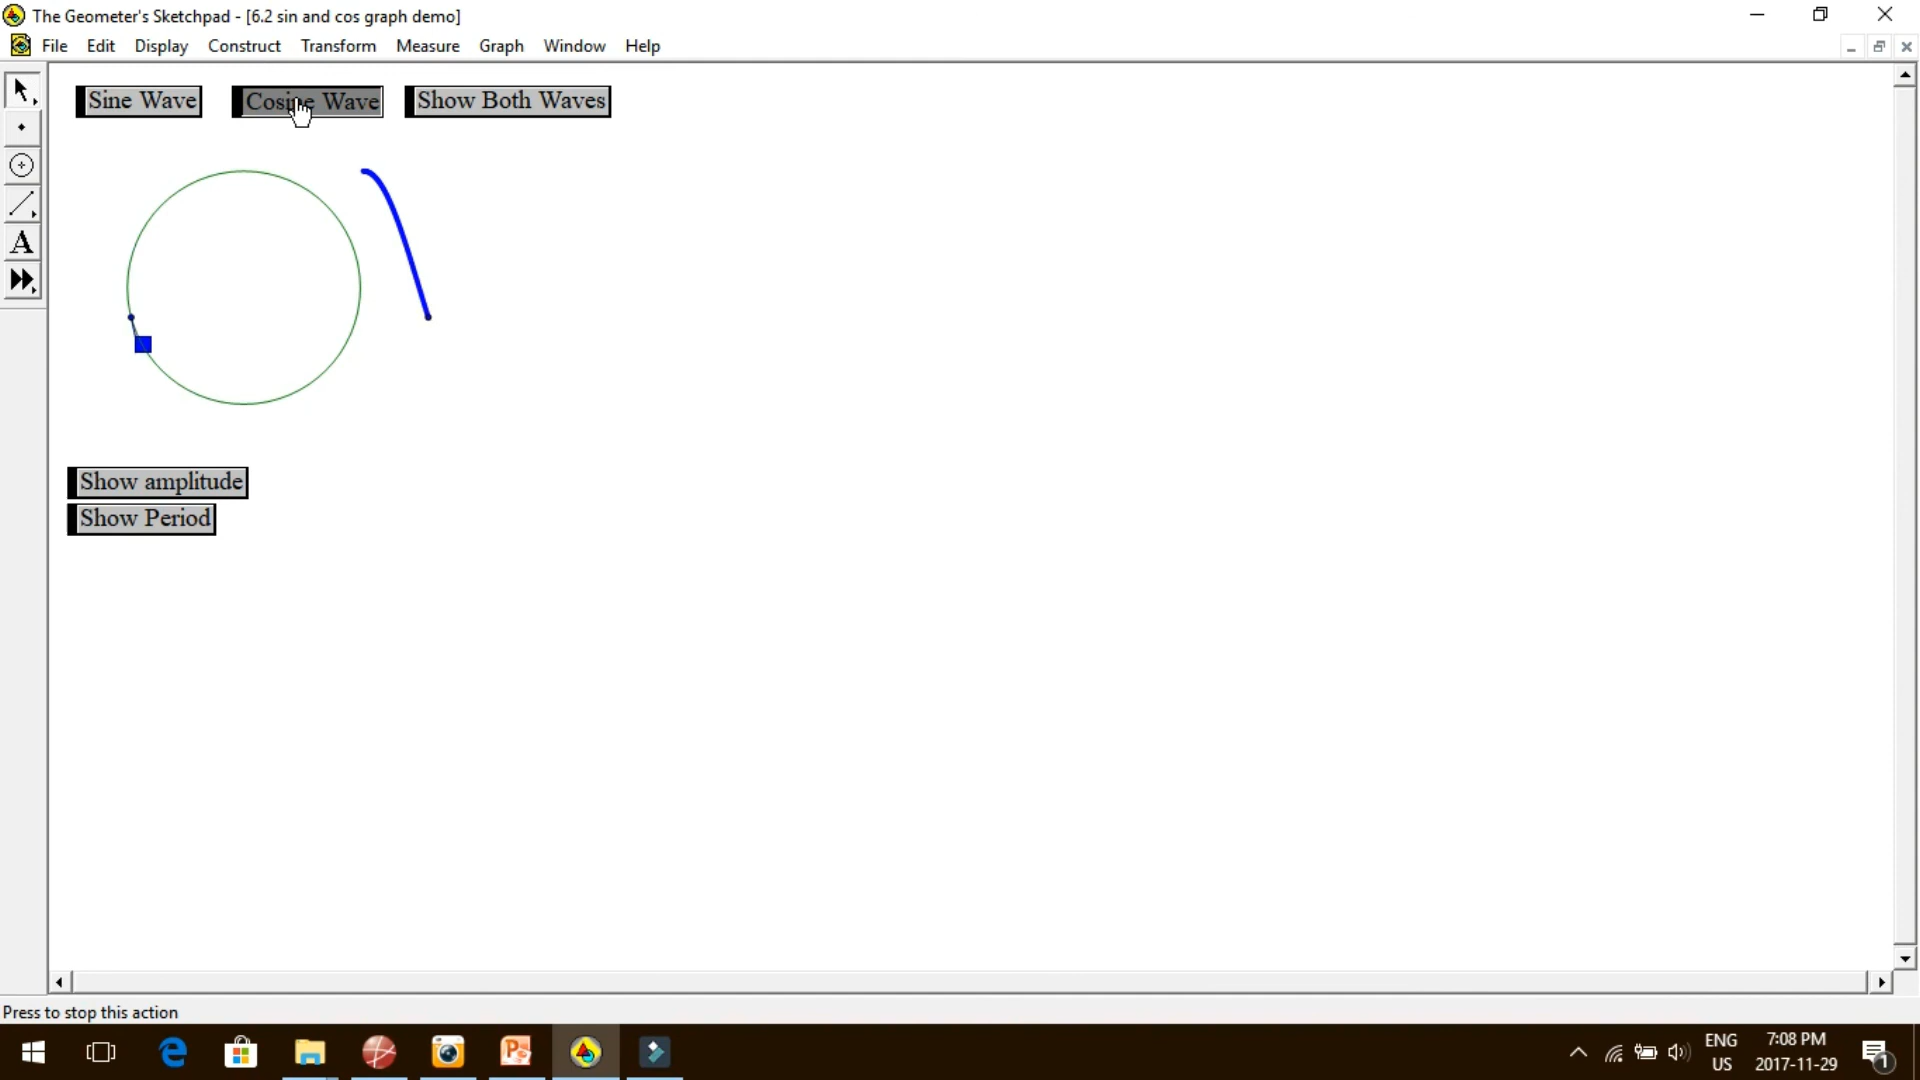 The Geometer's Sketchpad - [6.2 sin and cos graph demo]
File Edit Display Construct Transform Measure Graph Window Help
Sine Wave Cosine Wave Show Both Waves
A
Show amplitude
Show Period
Press to stop this action
ENG 7:08 PM
US 2017-11-29 1